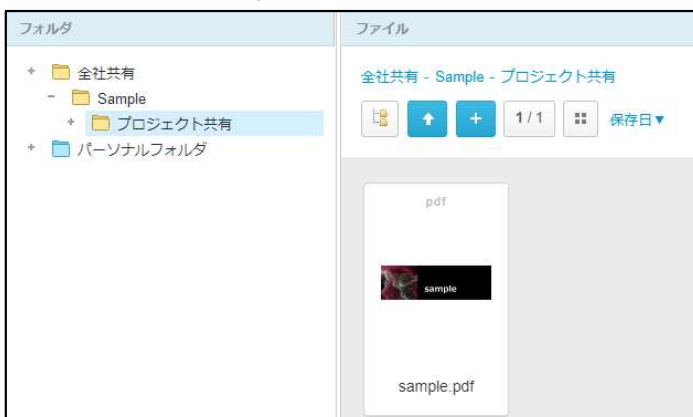 フォルダ
全社共有
Sample
プロジェクト共有
パーソナルフォルダ
ファイル
全社共有 - Sample - プロジェクト共有
1 / 1 保存日▼
pdf
sample
sample.pdf